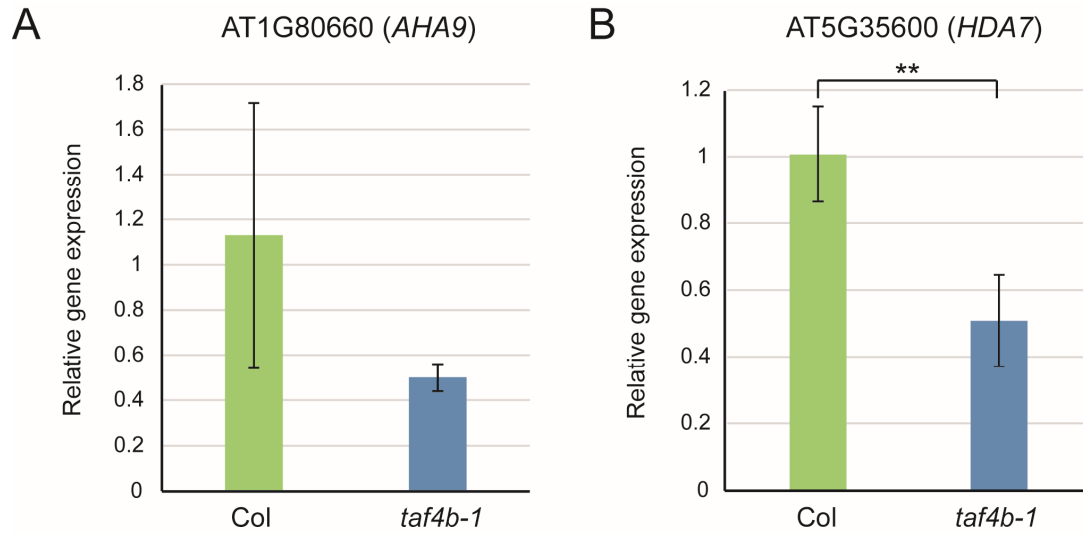 A
AT1G80660 (AHA9)
Relative gene expression
1.8
1.6
1.4
1.2
1
0.8
0.6
0.4
0.2
0
Col
taf4b-1
B
AT5G35600 (HDA7)
**
Relative gene expression
1.2
1
0.8
0.6
0.4
0.2
0
Col
taf4b-1